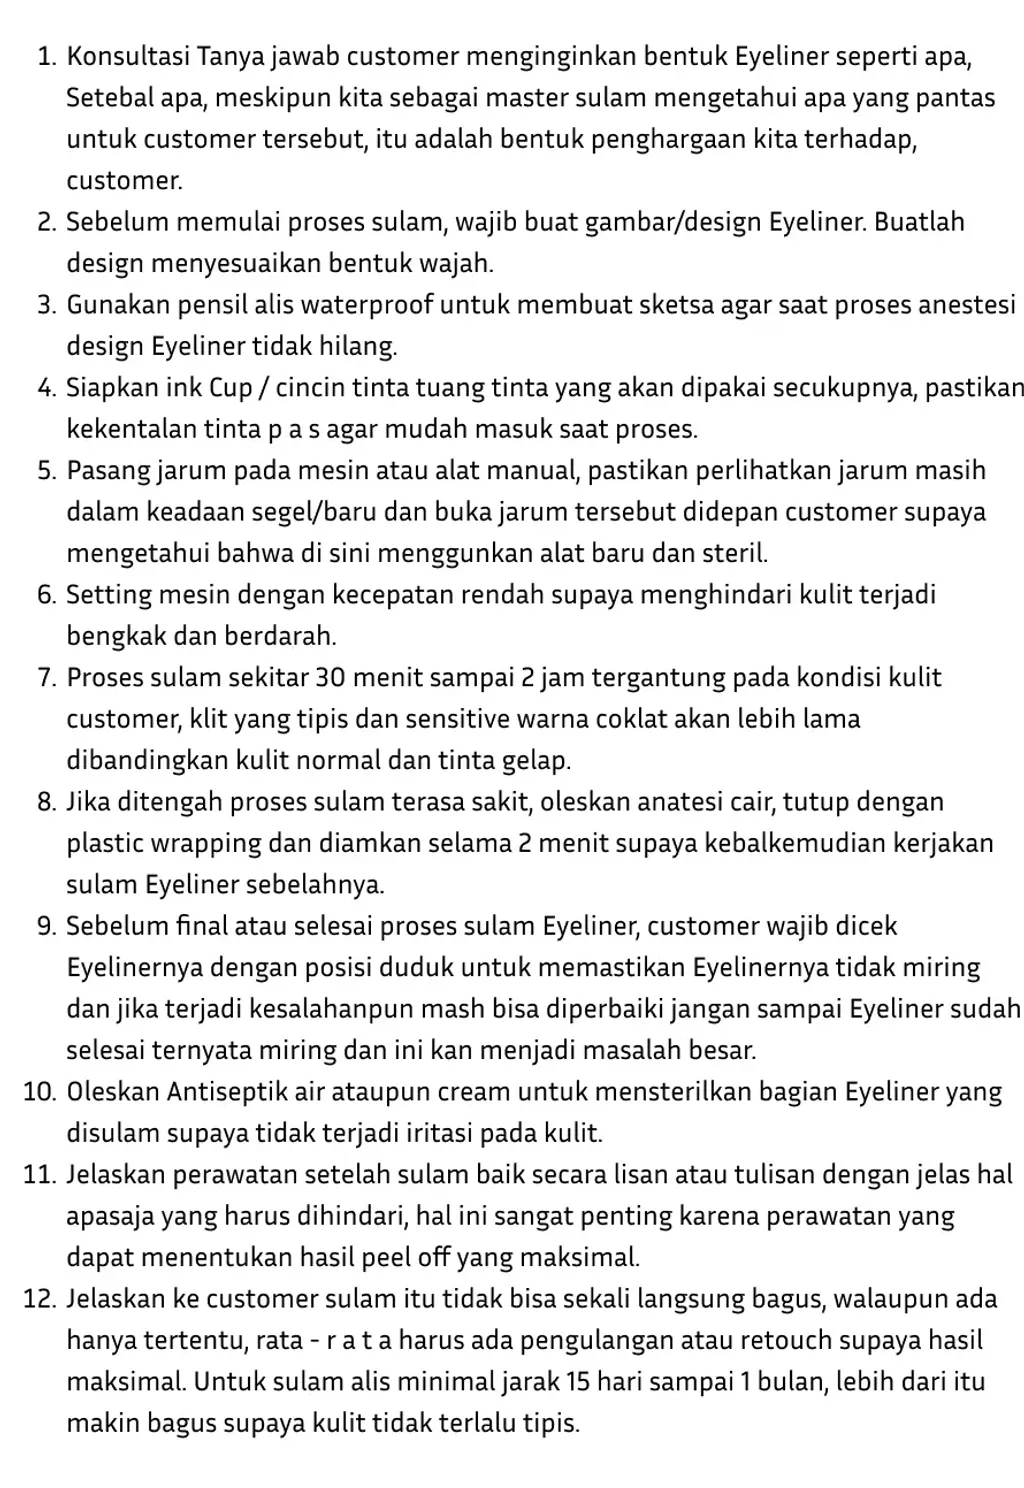 1. Konsultasi Tanya jawab customer menginginkan bentuk Eyeliner seperti apa,
Setebal apa, meskipun kita sebagai master sulam mengetahui apa yang pantas
untuk customer tersebut, itu adalah bentuk penghargaan kita terhadap,
customer.
2. Sebelum memulai proses sulam, wajib buat gambar/design Eyeliner. Buatlah
design menyesuaikan bentuk wajah.
3. Gunakan pensil alis waterproof untuk membuat sketsa agar saat proses anestesi
design Eyeliner tidak hilang.
4. Siapkan ink Cup / cincin tinta tuang tinta yang akan dipakai secukupnya, pastikan
kekentalan tinta p a s agar mudah masuk saat proses.
5. Pasang jarum pada mesin atau alat manual, pastikan perlihatkan jarum masih
dalam keadaan segel/baru dan buka jarum tersebut didepan customer supaya
mengetahui bahwa di sini menggunkan alat baru dan steril.
6. Setting mesin dengan kecepatan rendah supaya menghindari kulit terjadi
bengkak dan berdarah.
7. Proses sulam sekitar 30 menit sampai 2 jam tergantung pada kondisi kulit
customer, klit yang tipis dan sensitive warna coklat akan lebih lama
dibandingkan kulit normal dan tinta gelap.
8. Jika ditengah proses sulam terasa sakit, oleskan anatesi cair, tutup dengan
plastic wrapping dan diamkan selama 2 menit supaya kebalkemudian kerjakan
sulam Eyeliner sebelahnya.
9. Sebelum final atau selesai proses sulam Eyeliner, customer wajib dicek
Eyelinernya dengan posisi duduk untuk memastikan Eyelinernya tidak miring
dan jika terjadi kesalahanpun mash bisa diperbaiki jangan sampai Eyeliner sudah
selesai ternyata miring dan ini kan menjadi masalah besar.
10. Oleskan Antiseptik air ataupun cream untuk mensterilkan bagian Eyeliner yang
disulam supaya tidak terjadi iritasi pada kulit.
11. Jelaskan perawatan setelah sulam baik secara lisan atau tulisan dengan jelas hal
apasaja yang harus dihindari, hal ini sangat penting karena perawatan yang
dapat menentukan hasil peel off yang maksimal.
12. Jelaskan ke customer sulam itu tidak bisa sekali langsung bagus, walaupun ada
hanya tertentu, rata - r a t a harus ada pengulangan atau retouch supaya hasil
maksimal. Untuk sulam alis minimal jarak 15 hari sampai 1 bulan, lebih dari itu
makin bagus supaya kulit tidak terlalu tipis.